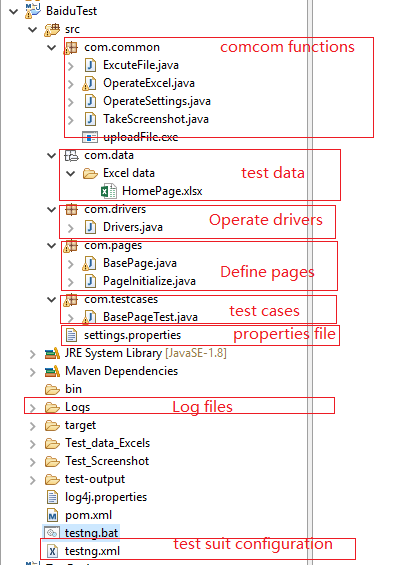 BaiduTest
src
com.common
comcom functions
ExcuteFile.java
OperateExcel.java
OperateSettings.java
TakeScreenshot.java
uploadFile.exe
com.data
Excel data
test data
HomePage.xlsx
com.drivers
Operate drivers
Drivers.java
com.pages
BasePage.java
Define pages
PageInitialize.java
com.testcases
test cases
BasePageTest.java
settings.properties
properties file
JRE System Library [JavaSE-1.8]
Maven Dependencies
bin
Logs
Log files
target
Test_data_Excels
Test_Screenshot
test-output
log4j.properties
pom.xml
testng.bat
test suit configuration
testng.xml